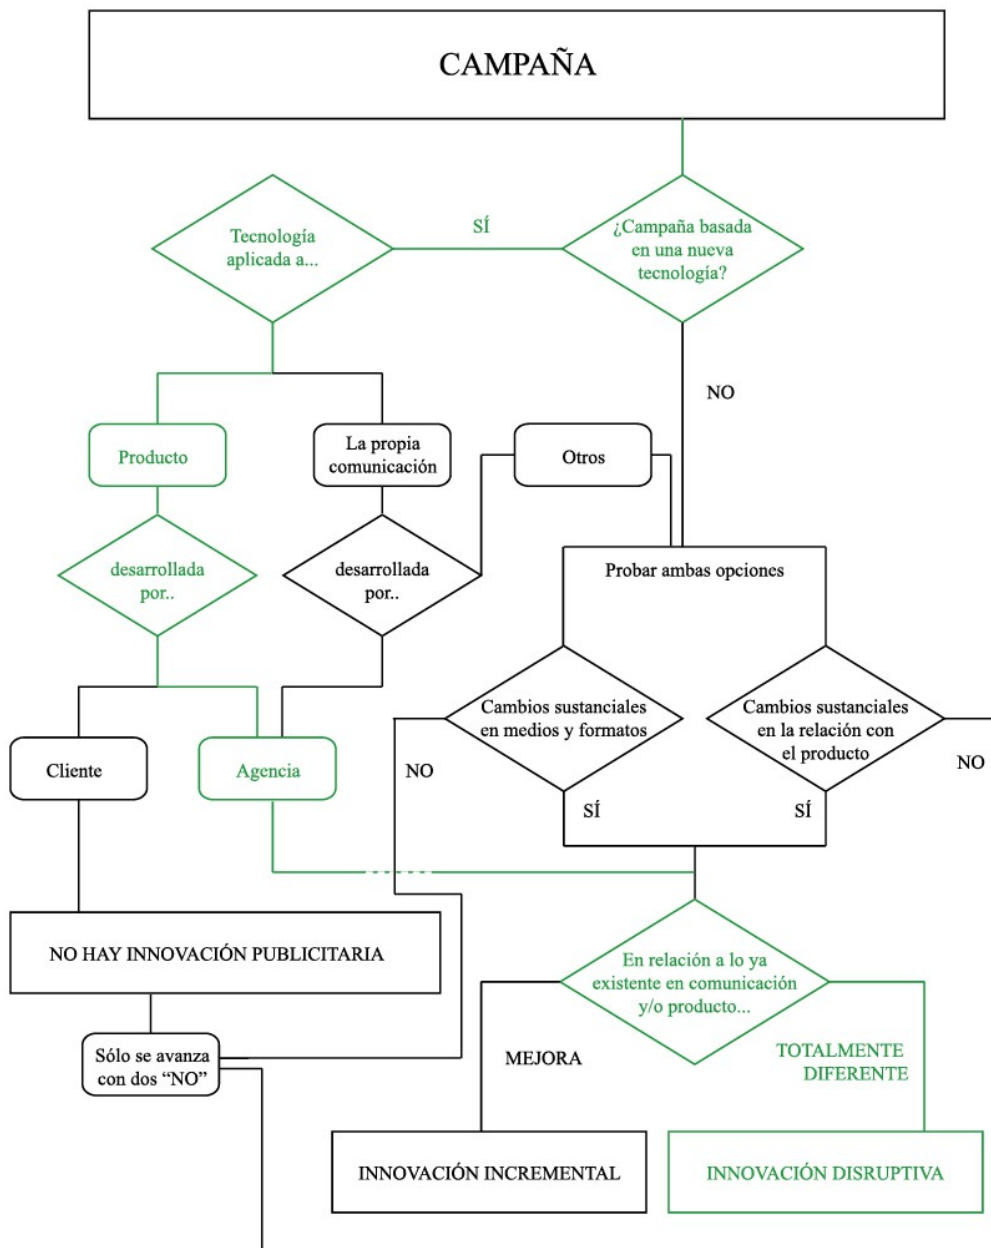 CAMPAÑA
Tecnología
aplicada a...
SÍ
¿Campaña basada
en una nueva
tecnología?
NO
Producto
La propia
comunicación
Otros
desarrollada
por..
desarrollada
por..
Probar ambas opciones
Cliente
Agencia
NO
Cambios sustanciales
en medios y formatos
SÍ
Cambios sustanciales
en la relación con
el producto
SÍ
NO
NO HAY INNOVACIÓN PUBLICITARIA
Sólo se avanza
con dos “NO”
En relación a lo ya
existente en comunicación
y/o producto...
MEJORA
TOTALMENTE
DIFERENTE
INNOVACIÓN INCREMENTAL
INNOVACIÓN DISRUPTIVA